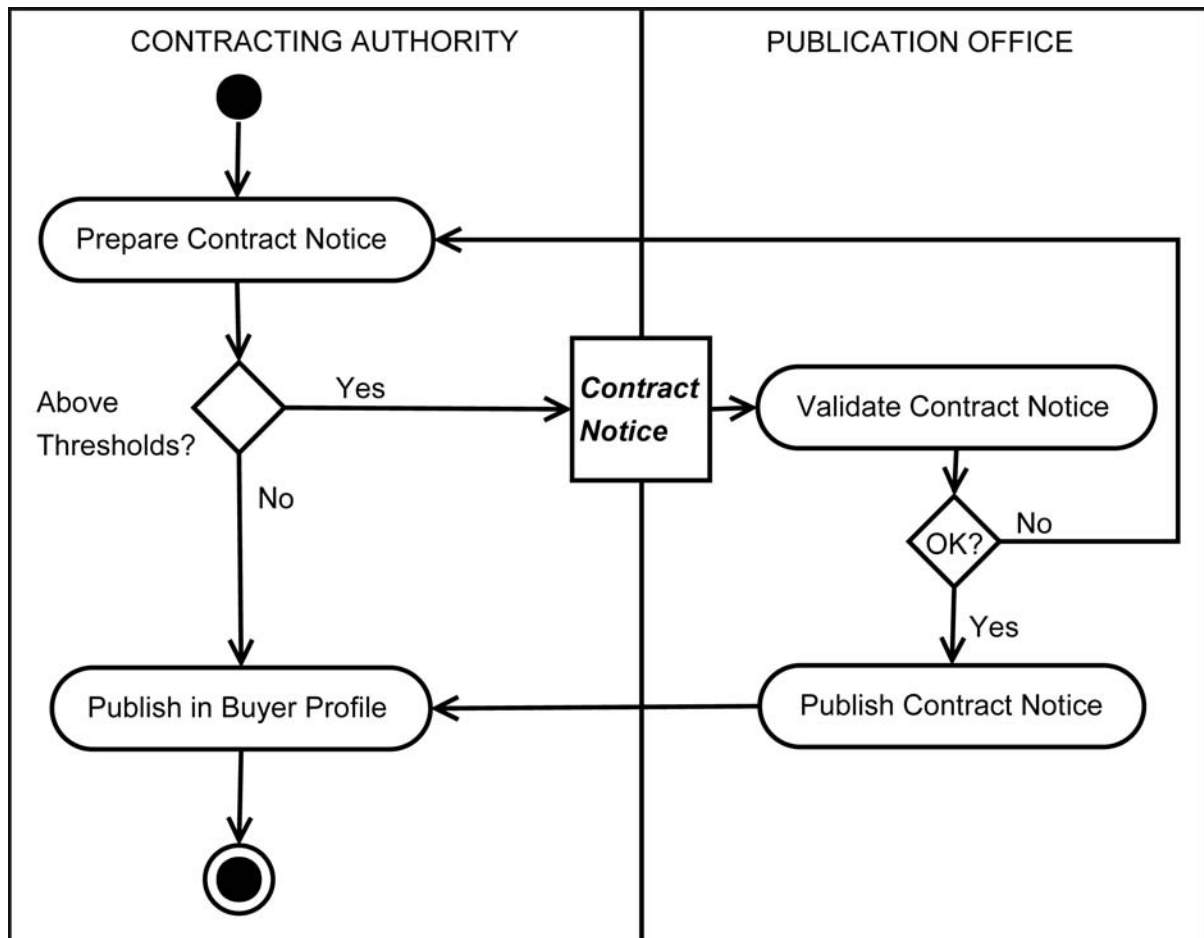 CONTRACTING AUTHORITY
PUBLICATION OFFICE
Prepare Contract Notice
Above
Thresholds?
Yes
Contract
Notice
Validate Contract Notice
No
OK?
No
Yes
Publish in Buyer Profile
Publish Contract Notice